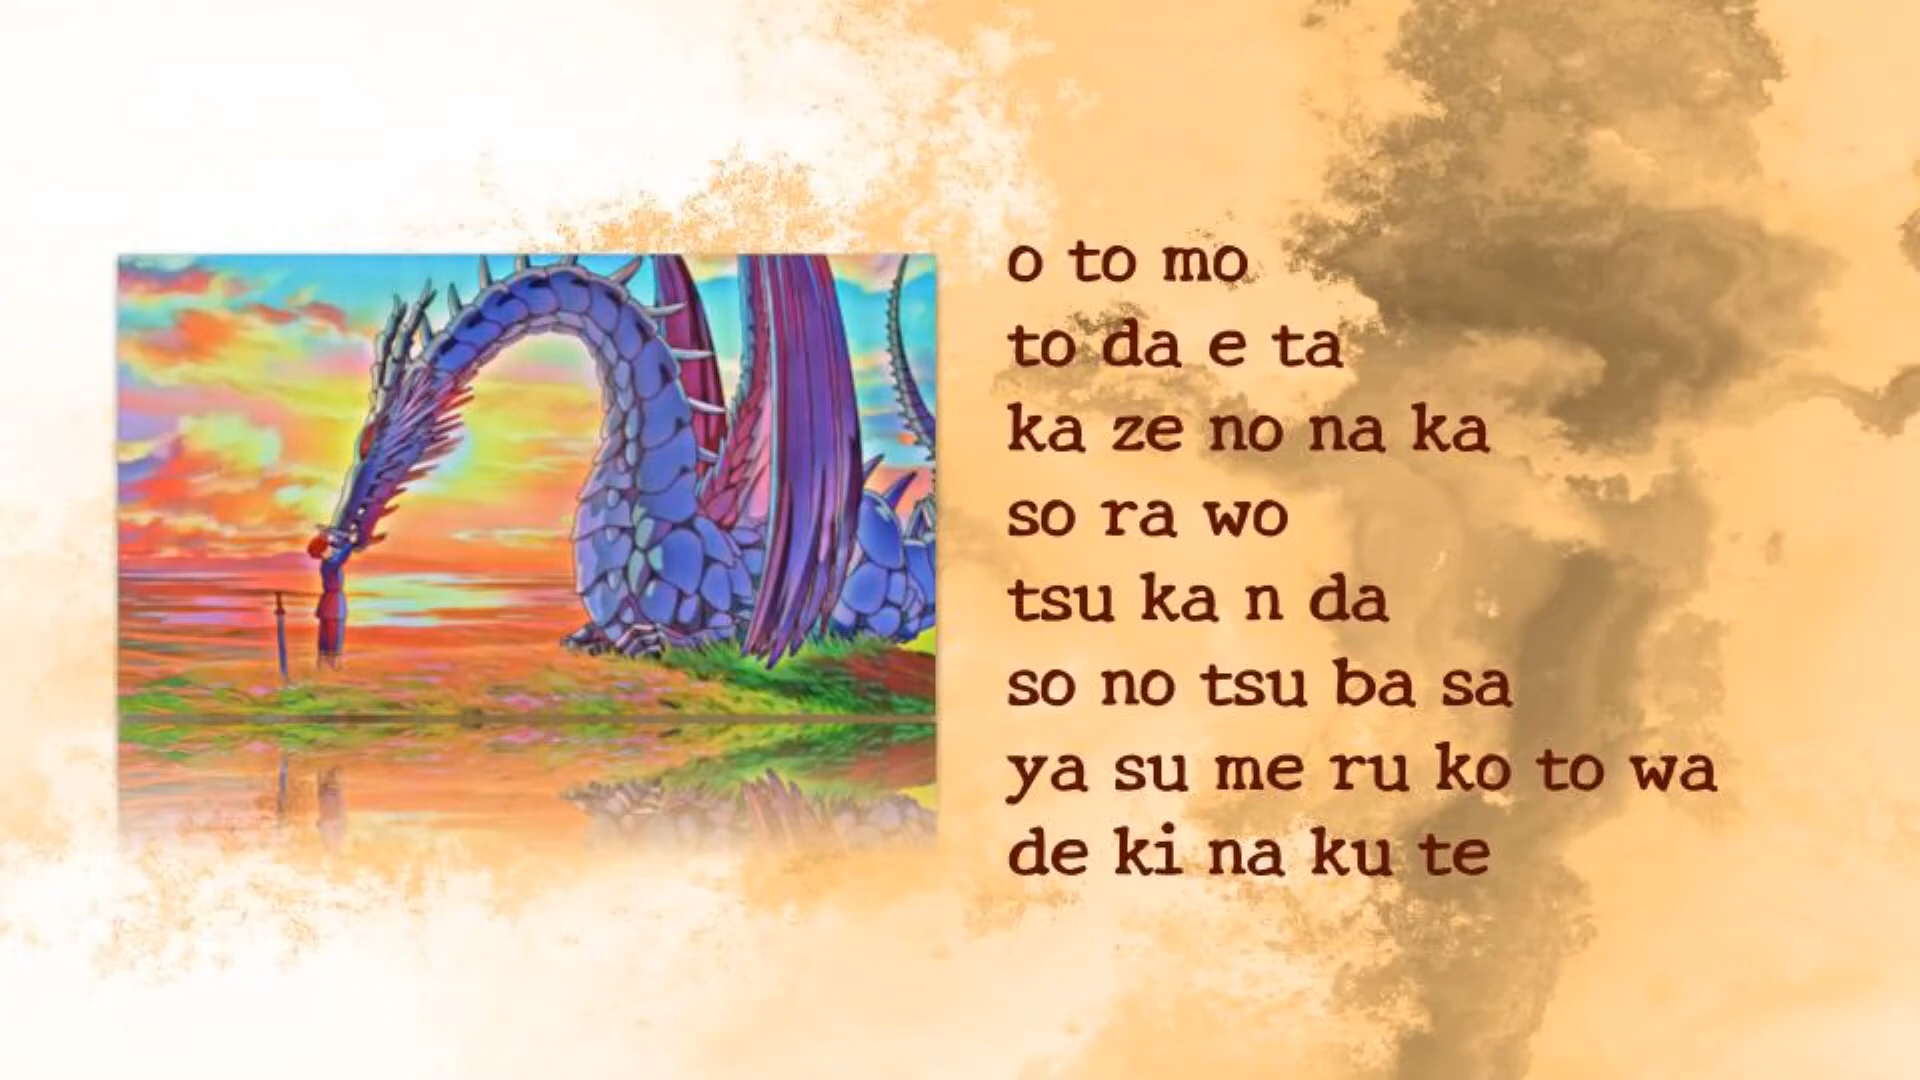 o to mo
to da e ta
ka ze no na ka
so ra wo
tsu ka n da
so no tsu ba sa
ya su me ru ko to wa
de ki na ku te